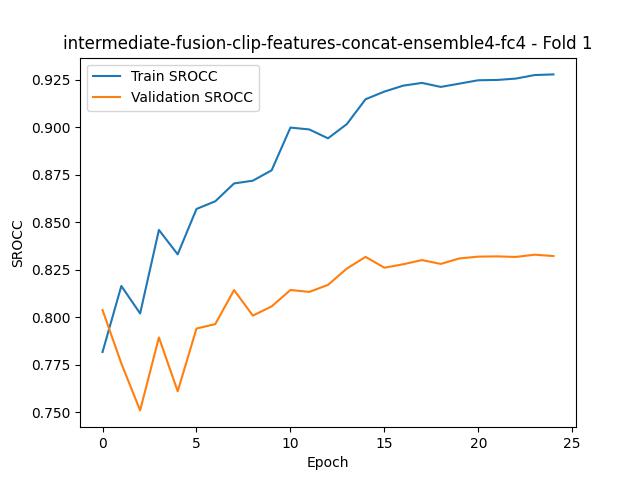 intermediate-fusion-clip-features-concat-ensemble4-fc4 - Fold 1
Train SROCC
Validation SROCC
0.925
0.900
0.875
0.850
0.825
0.800
0.775
0.750
SROCC
0 5 10 15 20 25
Epoch